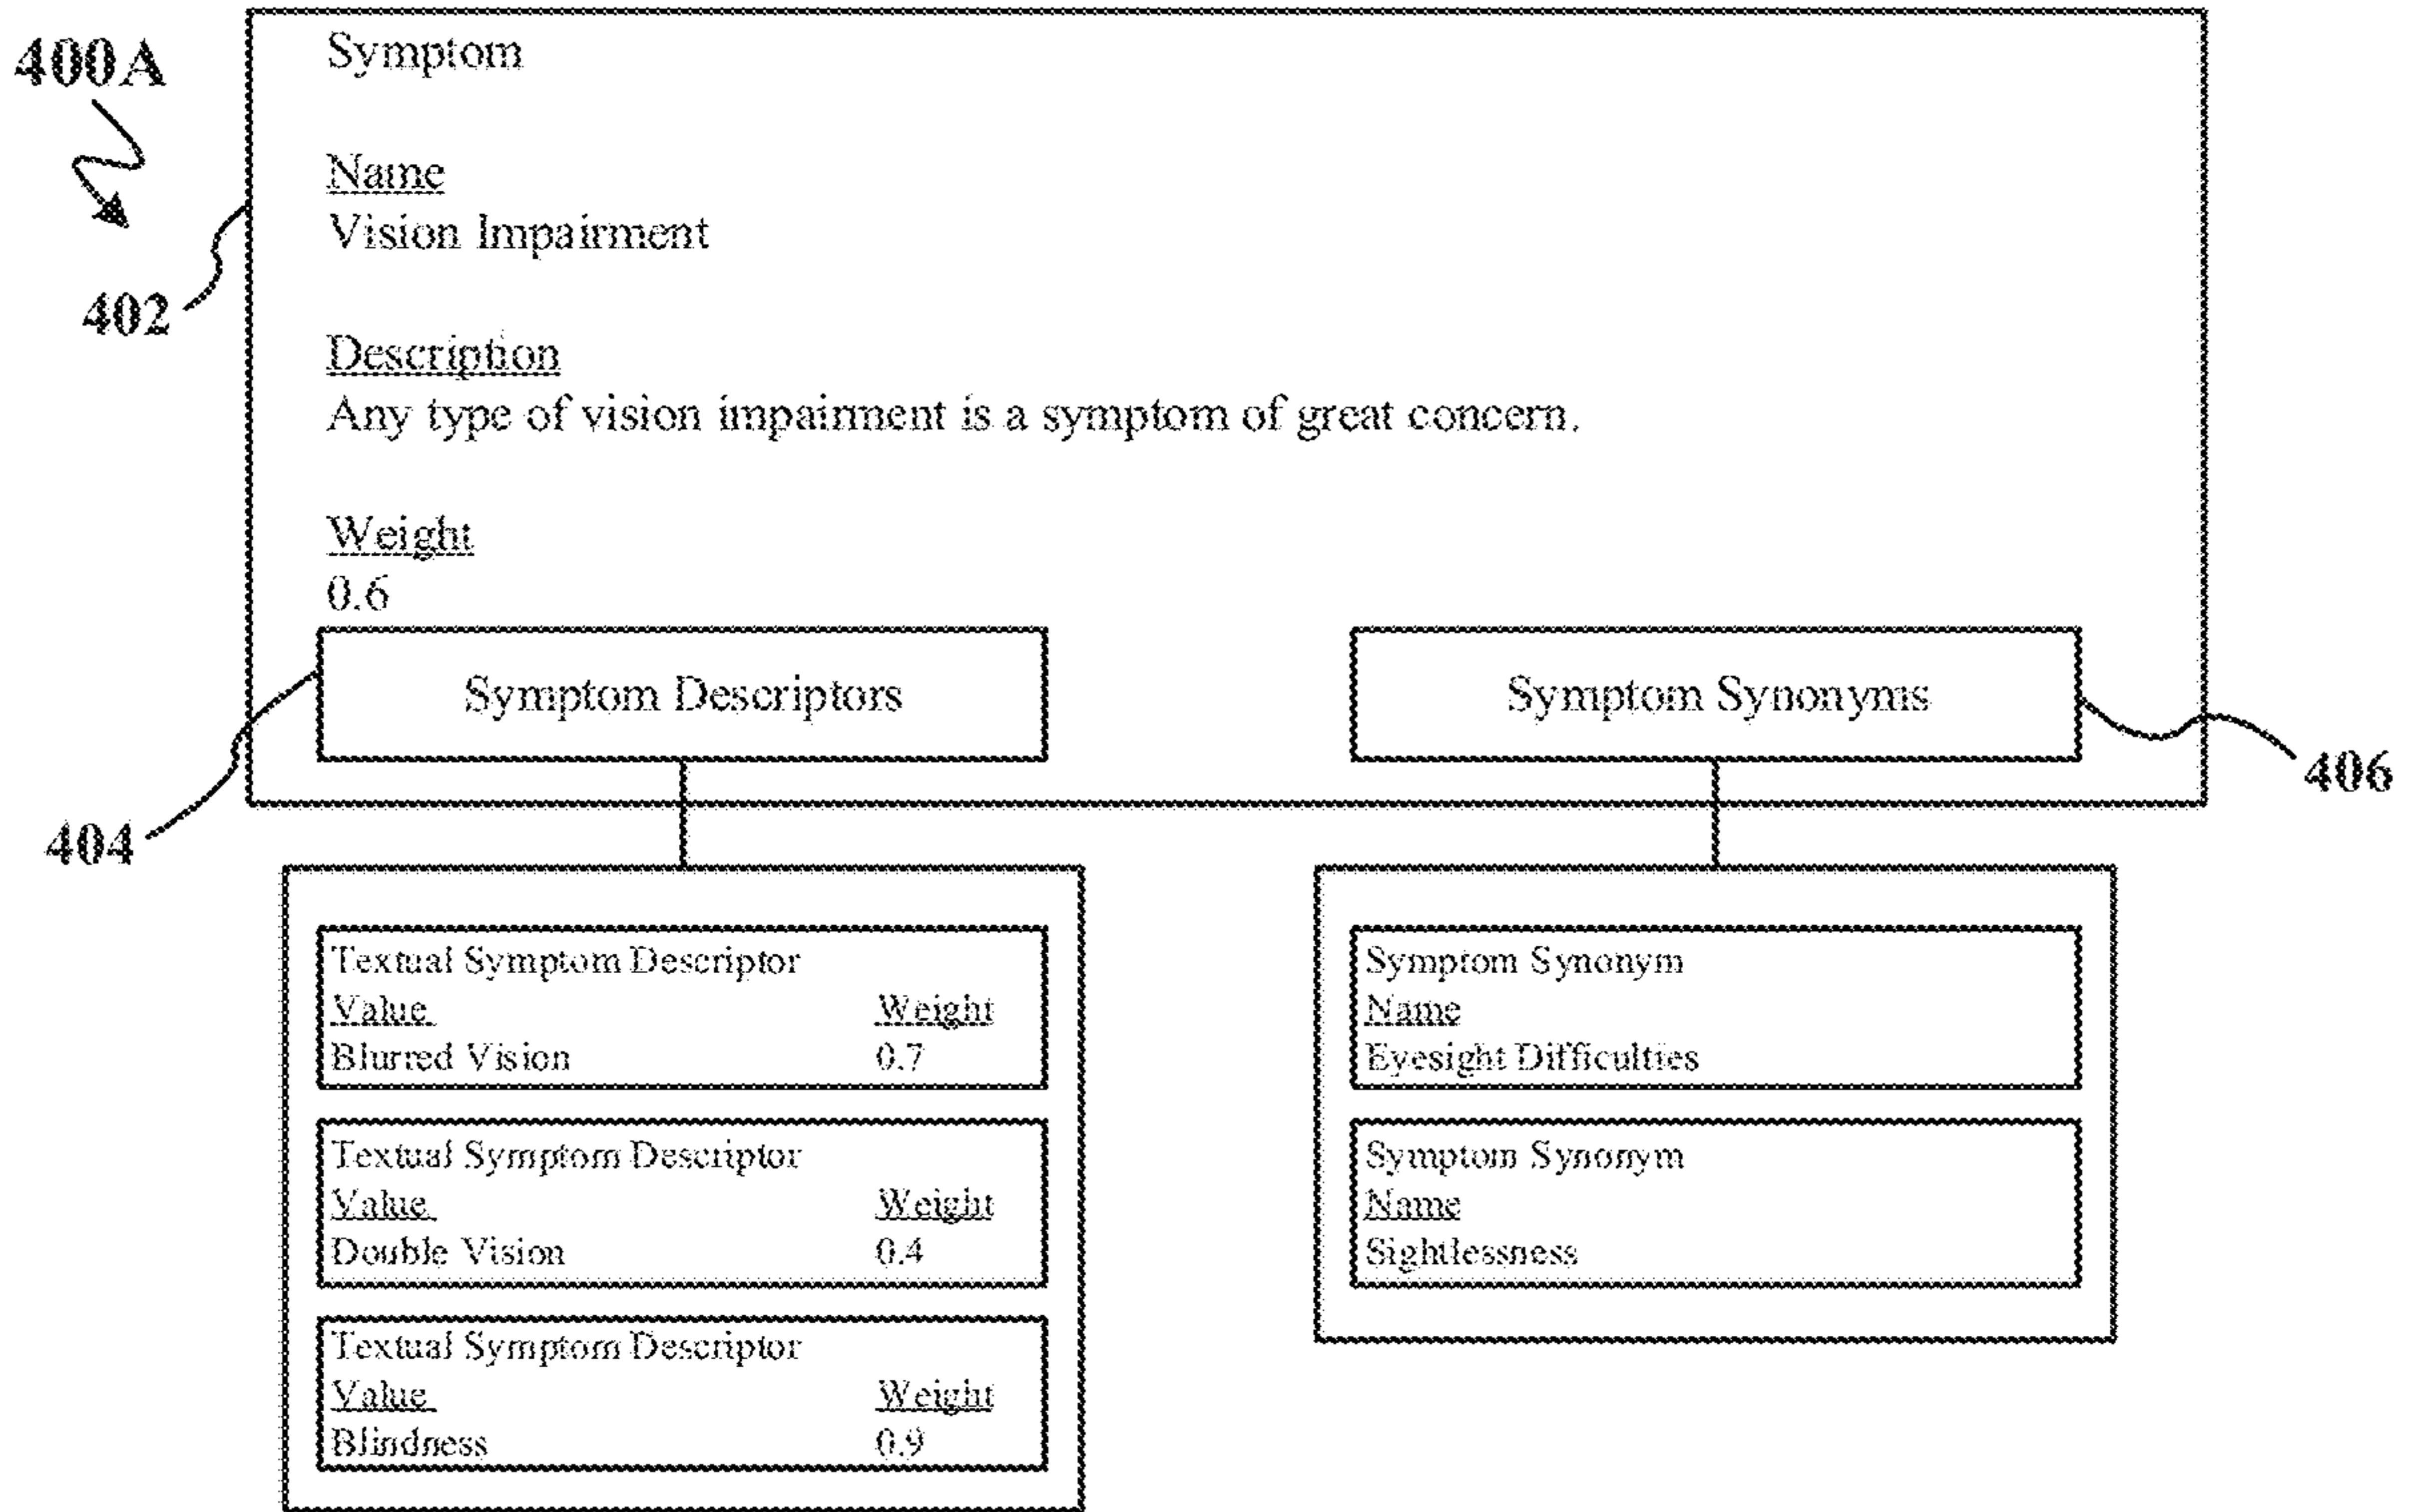 400A
Symptom
Name
Vision Impairment
402
Description
Any type of vision impairment is a symptom of great concern.
Weight
0.6
Symptom Descriptors
Symptom Synonyms
404
406
Textual Symptom Descriptor
Value Weight
Blurred Vision 0.7
Textual Symptom Descriptor
Value Weight
Double Vision 0.4
Textual Symptom Descriptor
Value Weight
Blindness 0.9
Symptom Synonym
Name
Eyesight Difficulties
Symptom Synonym
Name
Sightlessness